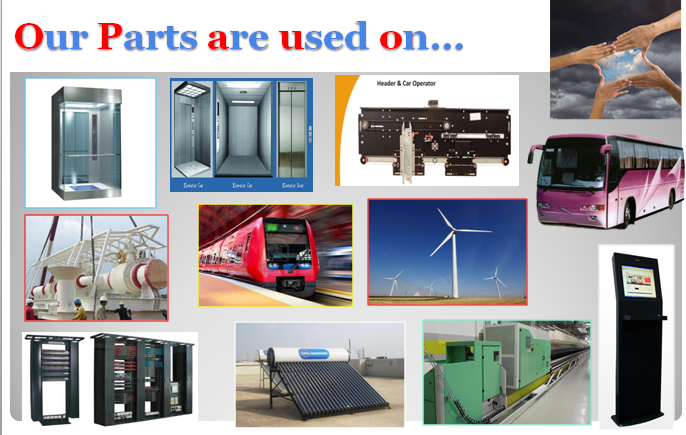 Our Parts are used on...
Header & Car Operator
Elevator Car
Elevator Car
Elevator Door